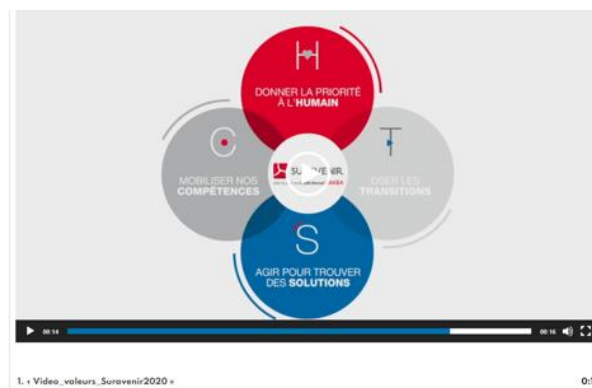 H
DONNER LA PRIORITÉ
À L'HUMAIN
C
MOBILISER NOS
COMPÉTENCES
SURAVENIR
T
OSER LES
TRANSITIONS
S
AGIR POUR TROUVER
DES SOLUTIONS
00:14
00:16
1. « Video_valeurs_Suravenir2020 »